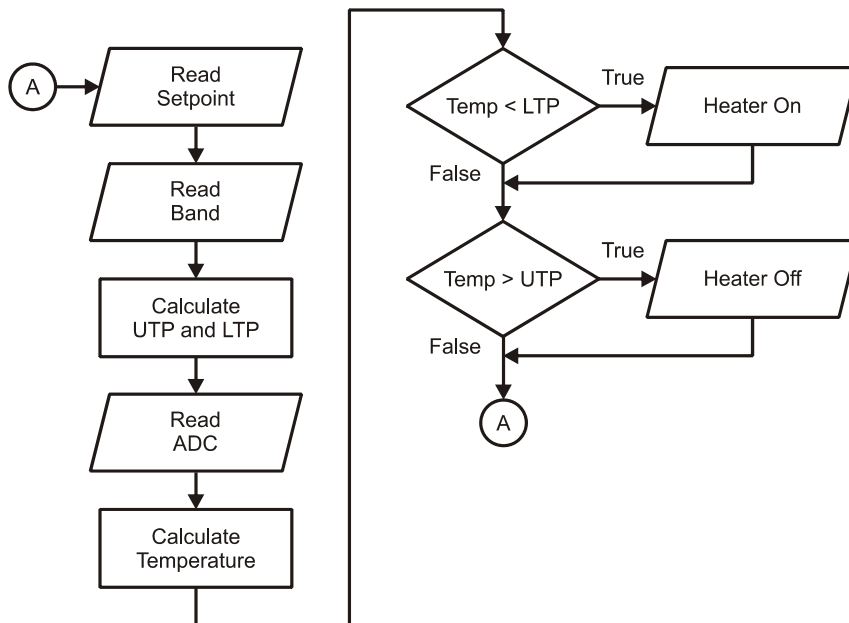 A
Read
Setpoint
Read
Band
Calculate
UTP and LTP
Read
ADC
Calculate
Temperature
Temp < LTP
True
Heater On
False
Temp > UTP
True
Heater Off
False
A